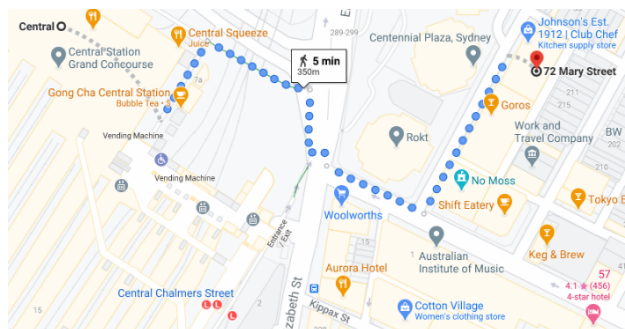 Central
Central Station
Grand Concourse
Central Squeeze
Juice
7a
Gong Cha Central Station
Bubble Tea •
Vending Machine
Vending Machine
Entrance
/ Exit
Central Chalmers Street
L
L
L
5 min
350m
289-299
Centennial Plaza, Sydney
Rokt
Woolworths
Aurora Hotel
zabeth St
Kippax St
Johnson's Est.
1912 | Club Chef
Kitchen supply store
72 Mary Street
Goros
211
215
Work and
Travel Company
BW
No Moss
Shift Eatery
Tokyo B
Keg & Brew
Australian
Institute of Music
Cotton Village
Women's clothing store
57
4.1 ★ (456)
4-star hotel